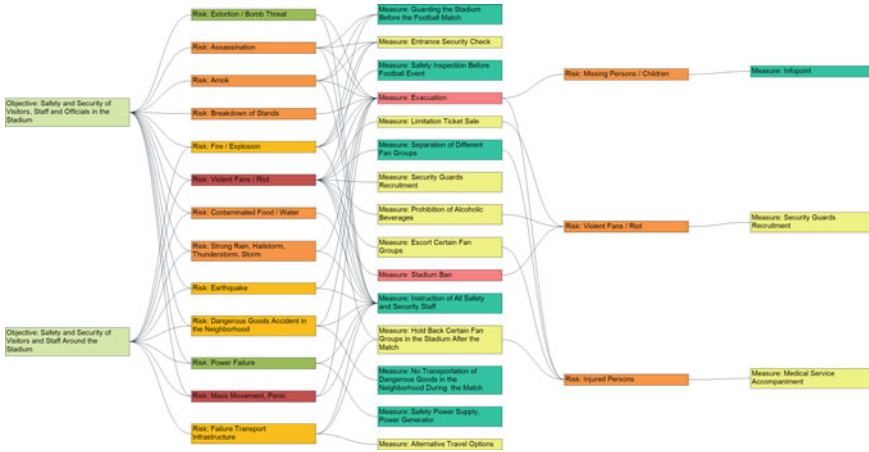 Objective: Safety and Security of
Visitors, Staff and Officials in the
Stadium
Objective: Safety and Security of
Visitors and Staff Around the
Stadium
Risk: Extortion / Bomb Threat
Risk: Assassination
Risk: Amok
Risk: Breakdown of Stands
Risk: Fire / Explosion
Risk: Violent Fans / Riot
Risk: Contaminated Food / Water
Risk: Strong Rain, Hailstorm,
Thunderstorm, Storm
Risk: Earthquake
Risk: Dangerous Goods Accident in
the Neighborhood
Risk: Power Failure
Risk: Mass Movement, Panic
Risk: Failure Transport
Infrastructure
Measure: Guarding the Stadium
Before the Football Match
Measure: Entrance Security Check
Measure: Safety Inspection Before
Football Event
Measure: Evacuation
Measure: Limitation Ticket Sale
Measure: Separation of Different
Fan Groups
Measure: Security Guards
Recruitment
Measure: Prohibition of Alcoholic
Beverages
Measure: Escort Certain Fan
Groups
Measure: Stadium Ban
Measure: Instruction of All Safety
and Security Staff
Measure: Hold Back Certain Fan
Groups in the Stadium After the
Match
Measure: No Transportation of
Dangerous Goods in the
Neighborhood During the Match
Measure: Safety Power Supply,
Power Generator
Measure: Alternative Travel Options
Risk: Missing Persons / Children
Risk: Violent Fans / Riot
Risk: Injured Persons
Measure: Infopoint
Measure: Security Guards
Recruitment
Measure: Medical Service
Accompaniment